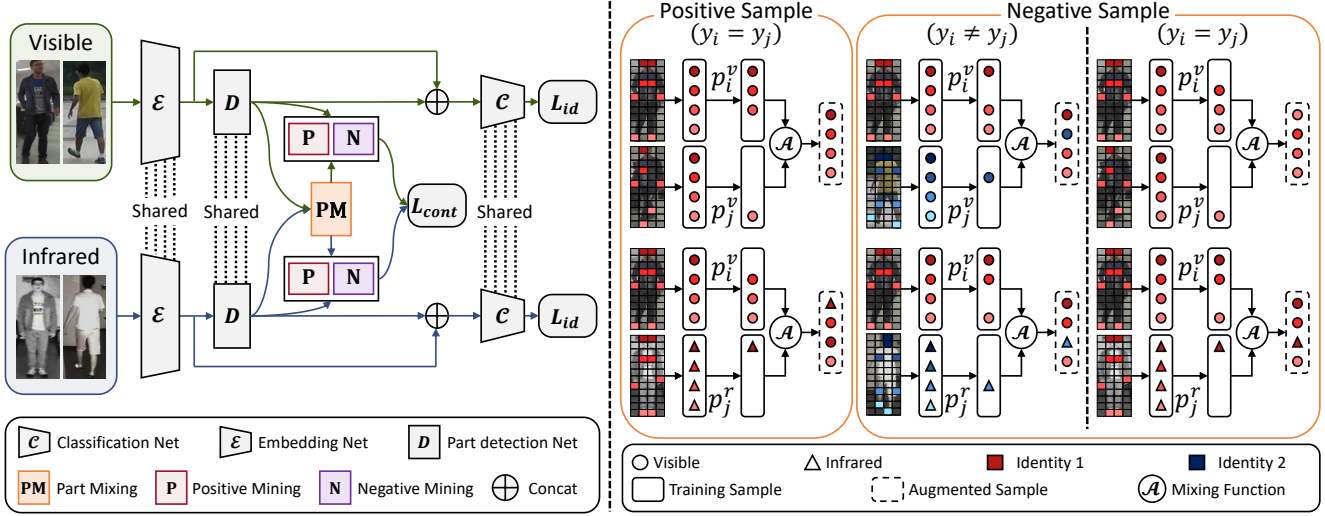 Visible
Infrared
ℰ
D
P N
PM
P N
ℰ
D
Shared
Shared
Shared
L_cont
𝒞
L_id
𝒞
L_id
𝒞 Classification Net
ℰ Embedding Net
D Part detection Net
PM Part Mixing
P Positive Mining
N Negative Mining
Concat
Positive Sample
(y_i = y_j)
p_i^v
𝒜
p_j^v
p_i^v
𝒜
p_j^r
Negative Sample
(y_i ≠ y_j)
p_i^v
𝒜
p_j^v
p_i^v
𝒜
p_j^r
(y_i = y_j)
p_i^v
𝒜
p_j^v
p_i^v
𝒜
p_j^r
Visible
Infrared
Identity 1
Identity 2
Training Sample
Augmented Sample
𝒜 Mixing Function